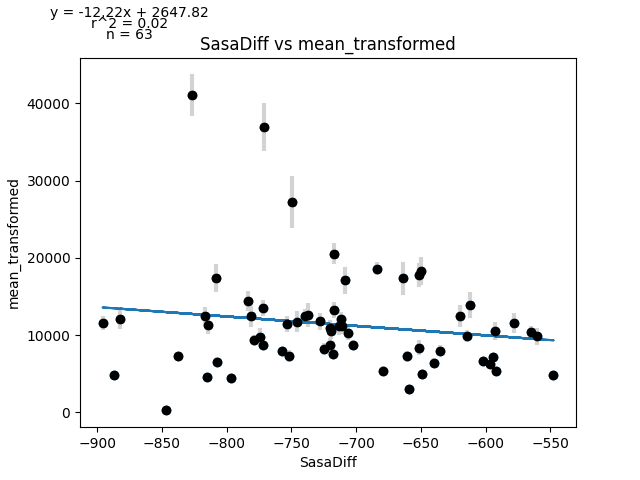 y = -12.22x + 2647.82
r^2 = 0.02
n = 63
SasaDiff vs mean_transformed
40000
30000
20000
10000
0
mean_transformed
−900 −850 −800 −750 −700 −650 −600 −550
SasaDiff